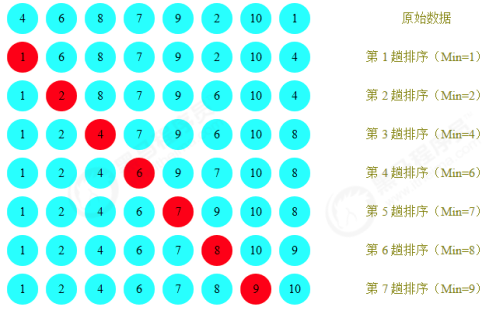 4 6 8 7 9 2 10 1 原始数据
1 6 8 7 9 2 10 4 第 1 趟排序（Min=1）
1 2 8 7 9 6 10 4 第 2 趟排序（Min=2）
1 2 4 7 9 6 10 8 第 3 趟排序（Min=4）
1 2 4 6 9 7 10 8 第 4 趟排序（Min=6）
1 2 4 6 7 9 10 8 第 5 趟排序（Min=7）
1 2 4 6 7 8 10 9 第 6 趟排序（Min=8）
1 2 4 6 7 8 9 10 第 7 趟排序（Min=9）